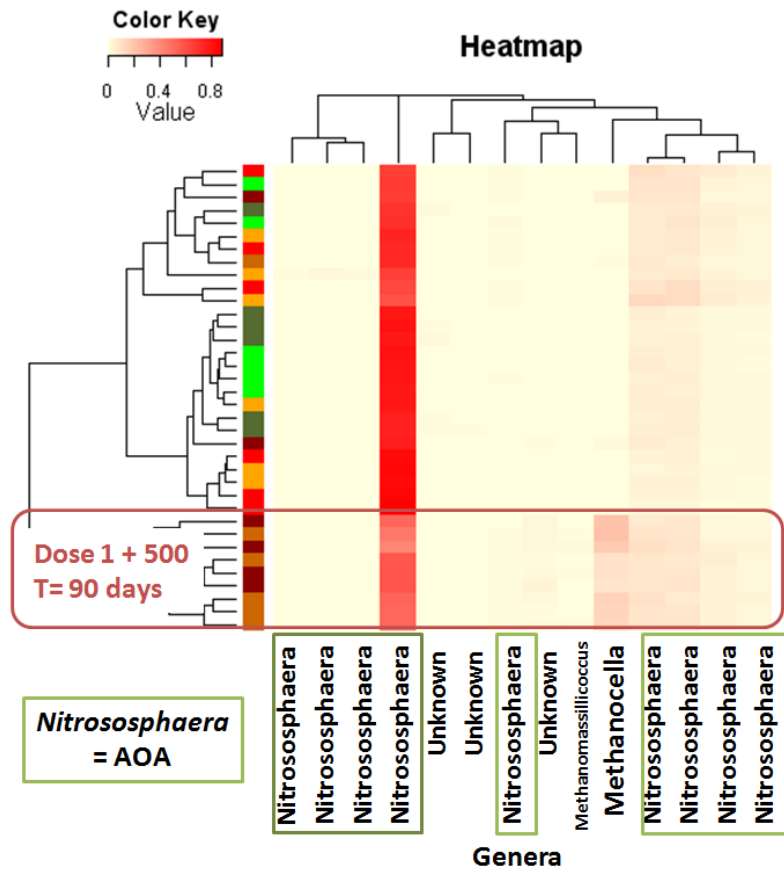 Color Key
0 0.4 0.8
Value
Heatmap
Dose 1 + 500
T= 90 days
Nitrososphaera
= AOA
Nitrososphaera
Nitrososphaera
Nitrososphaera
Nitrososphaera
Unknown
Unknown
Nitrososphaera
Unknown
Methanomassillicoccus
Methanocella
Nitrososphaera
Nitrososphaera
Nitrososphaera
Nitrososphaera
Genera